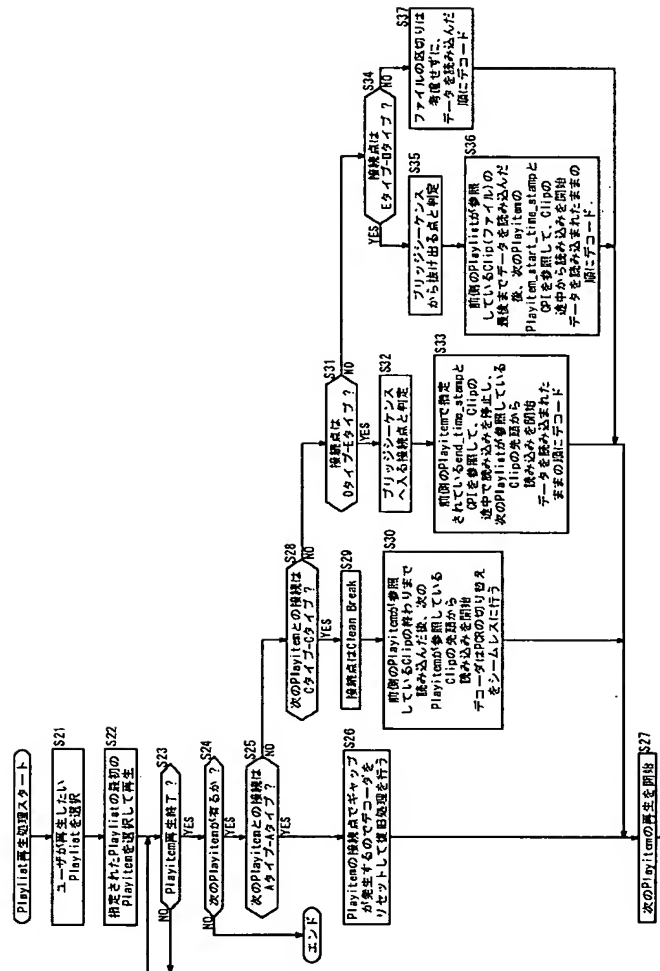 Playlist再生処理スタート
S21
ユーザが再生したい
Playlistを選択
S22
指定されたPlaylistの最初の
Playitemを選択して再生
S23
Playitem再生終了?
NO
YES
S24
次のPlayitemが有るか?
NO
YES
エンド
S25
次のPlayitemとの接続は
Aタイプ-Aタイプ?
NO
YES
S26
Playitemの接続点でギャップ
が発生するのでデコーダを
リセットして復旧処理を行う
S27
次のPlayitemの再生を開始
S28
次のPlayitemとの接続は
Cタイプ-Cタイプ?
NO
YES
S29
接続点はClean Break
S30
前側のPlayitemが参照
しているClipの終わりまで
読み込んだ後、次の
Playitemが参照している
Clipの先頭から
読み込みを開始
デコーダはPCRの切り替え
をシームレスに行う
S31
接続点は
Dタイプ-Eタイプ?
NO
YES
S32
ブリッジシーケンス
へ入る接続点と判定
S33
前側のPlayitemで指定
されているend_time_stampと
CPIを参照して、Clipの
途中で読み込みを停止し、
次のPlaylistが参照している
Clipの先頭から
読み込みを開始
データを読み込まれた
ままの順にデコード
S34
接続点は
Eタイプ-Dタイプ?
NO
YES
S35
ブリッジシーケンス
から抜け出る点と判定
S36
前側のPlaylistが参照
しているClip(ファイル)の
最後までデータを読み込んだ
後、次のPlayitemの
Playitem_start_time_stampと
CPIを参照して、Clipの
途中から読み込みを開始
データを読み込まれたままの
順にデコード.
S37
ファイルの区切りは
考慮せずに、
データを読み込んだ
順にデコード